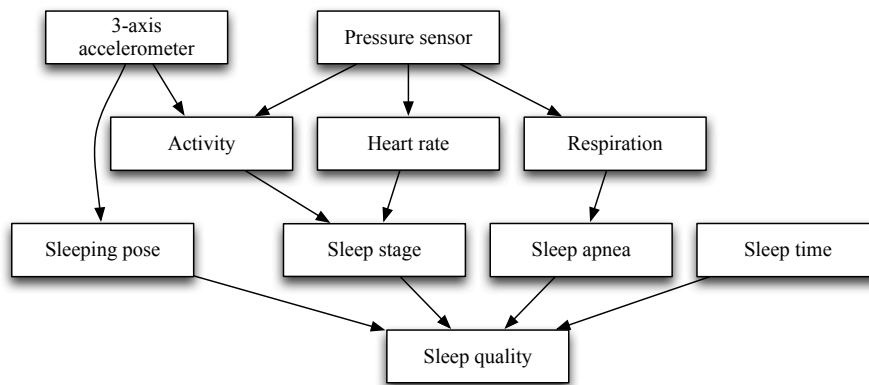 3-axis
accelerometer
Pressure sensor
Activity
Heart rate
Respiration
Sleeping pose
Sleep stage
Sleep apnea
Sleep time
Sleep quality